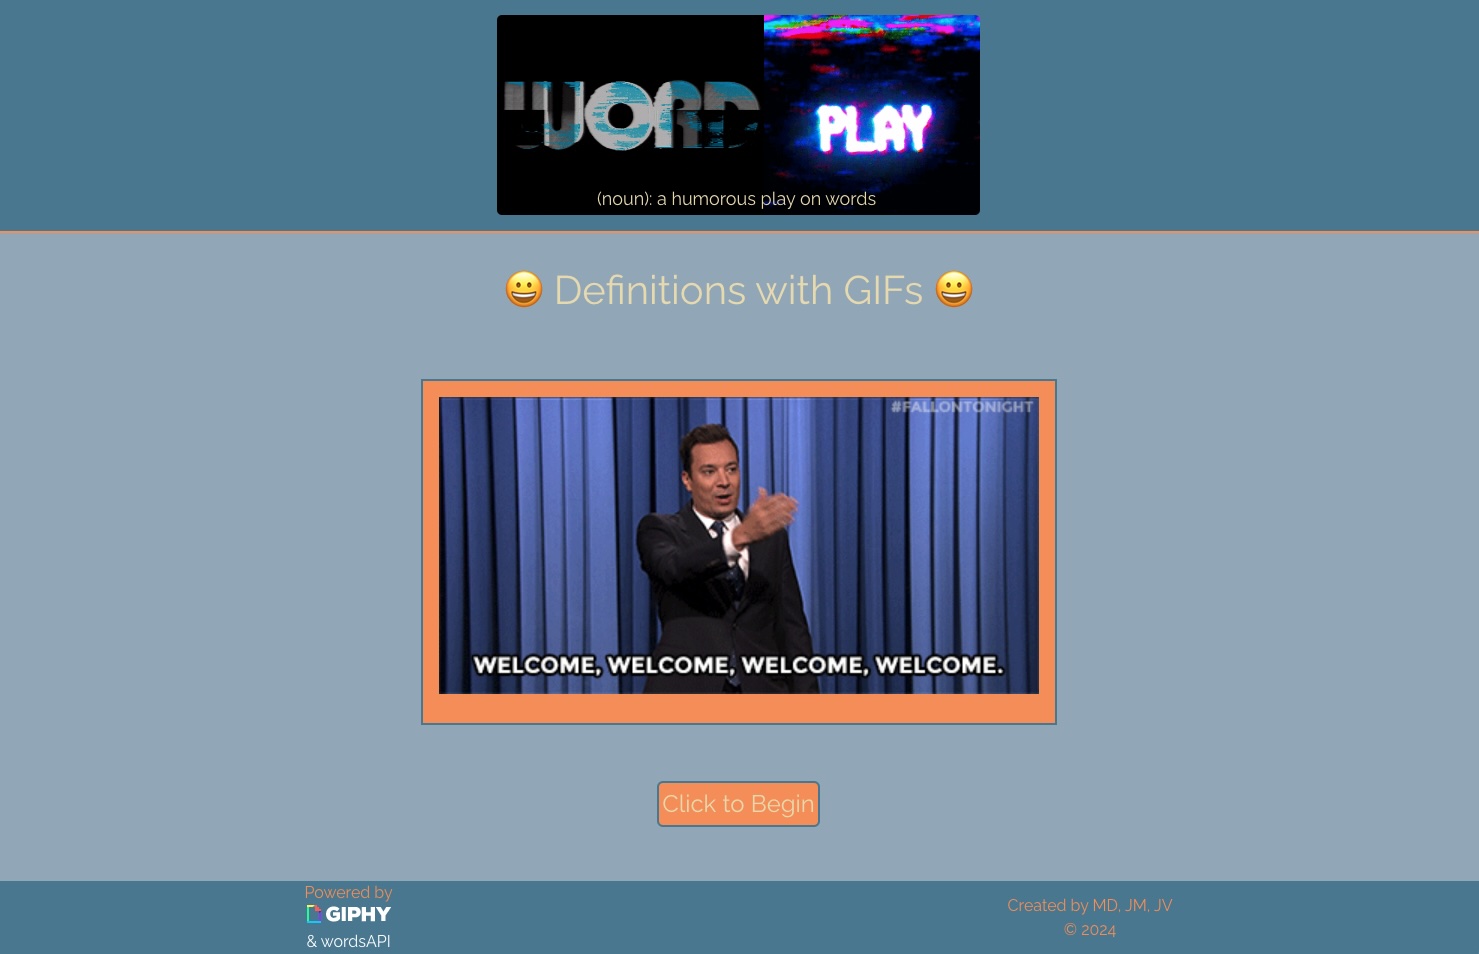 WORD PLAY
(noun): a humorous play on words
😀 Definitions with GIFs 😀
#FALLONTONIGHT
WELCOME, WELCOME, WELCOME, WELCOME.
Click to Begin
Powered by
GIPHY
& wordsAPI
Created by MD, JM, JV
© 2024